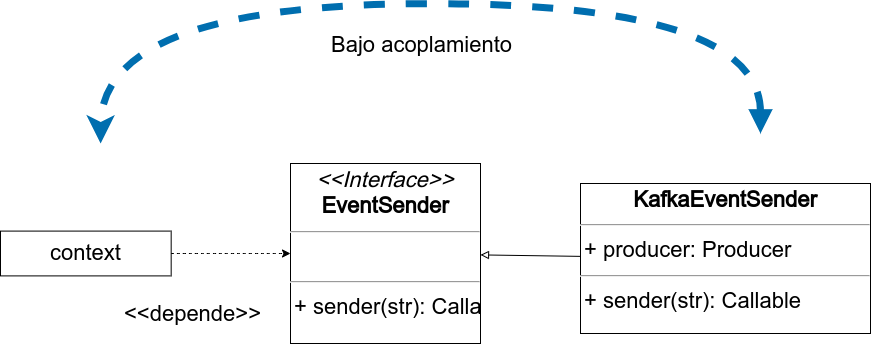 Bajo acoplamiento
<<Interface>>
EventSender
+ sender(str): Calla
context
<<depende>>
KafkaEventSender
+ producer: Producer
+ sender(str): Callable